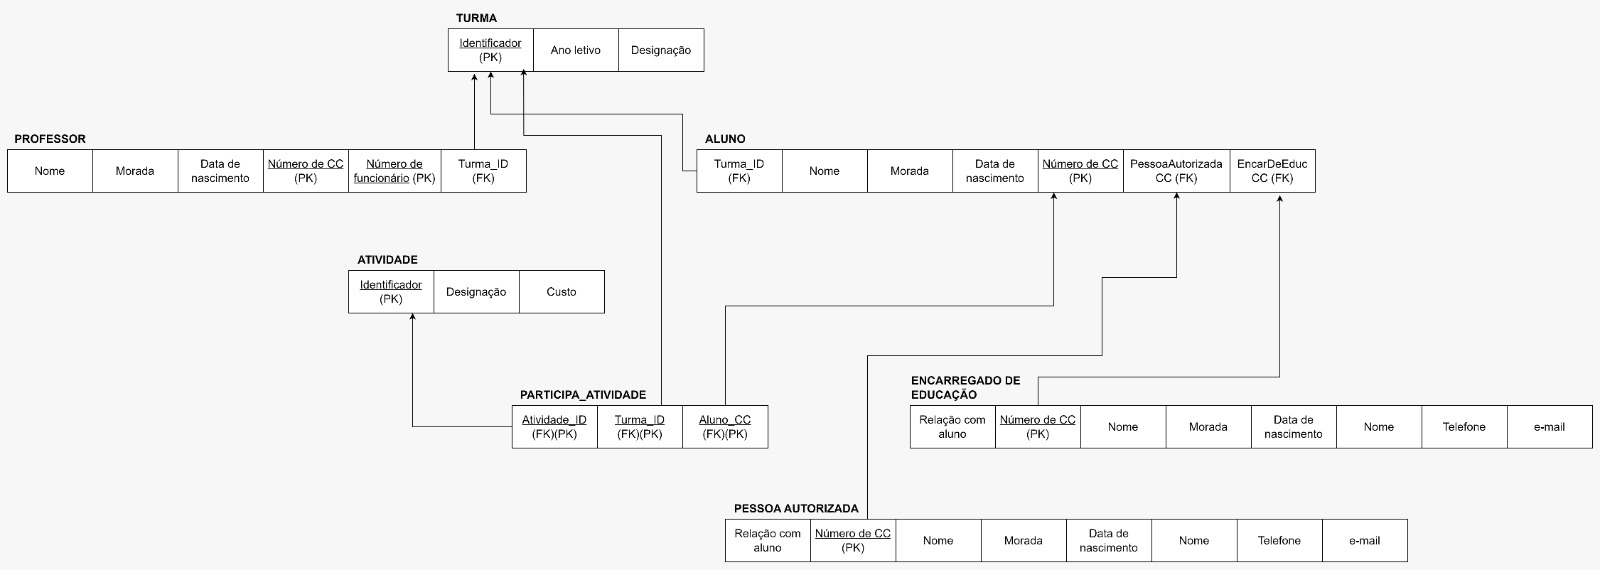 TURMA
Identificador
(PK)
Ano letivo
Designação
PROFESSOR
Nome
Morada
Data de
nascimento
Número de CC
(PK)
Número de
funcionário (PK)
Turma_ID
(FK)
ALUNO
Turma_ID
(FK)
Nome
Morada
Data de
nascimento
Número de CC
(PK)
PessoaAutorizada
CC (FK)
EncarDeEduc
CC (FK)
ATIVIDADE
Identificador
(PK)
Designação
Custo
PARTICIPA_ATIVIDADE
Atividade_ID
(FK)(PK)
Turma_ID
(FK)(PK)
Aluno_CC
(FK)(PK)
ENCARREGADO DE
EDUCAÇÃO
Relação com
aluno
Número de CC
(PK)
Nome
Morada
Data de
nascimento
Nome
Telefone
e-mail
PESSOA AUTORIZADA
Relação com
aluno
Número de CC
(PK)
Nome
Morada
Data de
nascimento
Nome
Telefone
e-mail